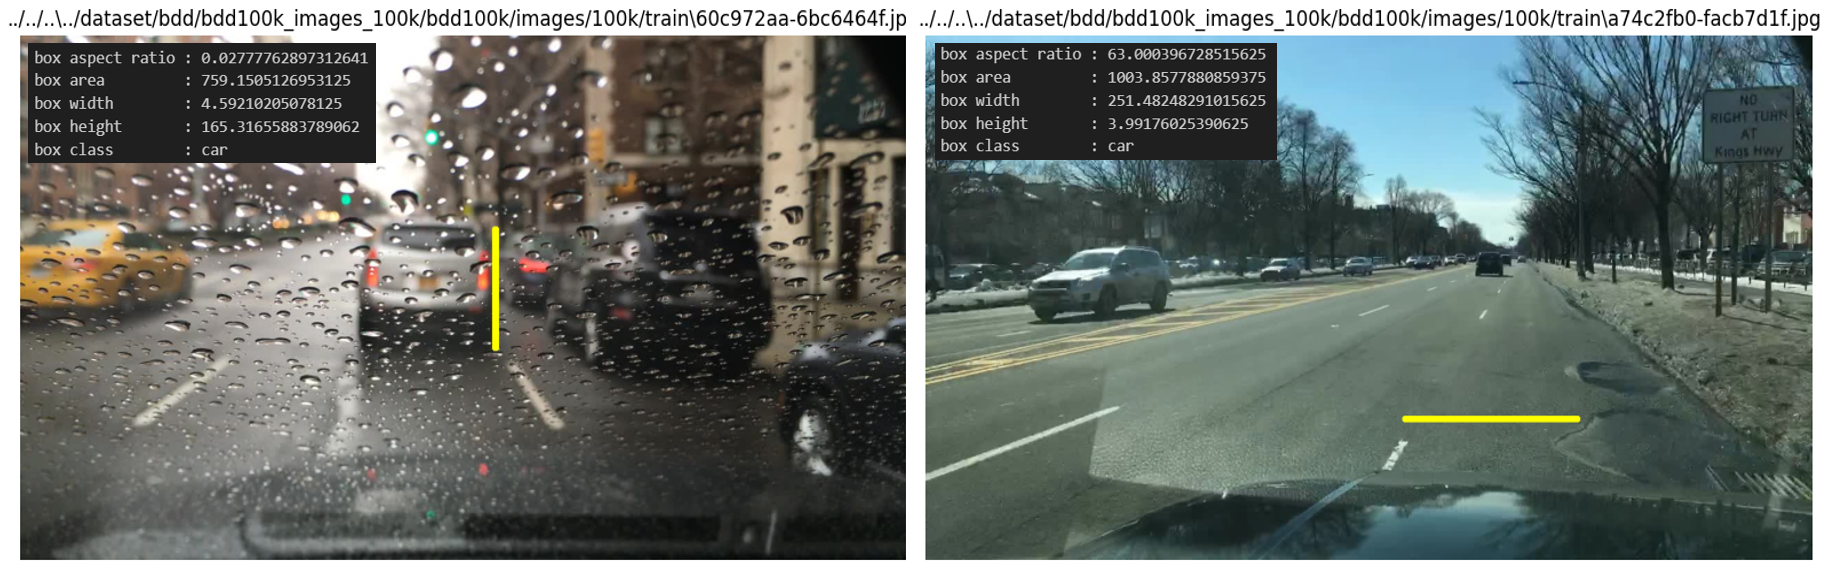 ../../..\../dataset/bdd/bdd100k_images_100k/bdd100k/images/100k/train\60c972aa-6bc6464f.jp
box aspect ratio : 0.02777762897312641
box area : 759.1505126953125
box width : 4.59210205078125
box height : 165.31655883789062
box class : car
../../..\../dataset/bdd/bdd100k_images_100k/bdd100k/images/100k/train\a74c2fb0-facb7d1f.jpg
box aspect ratio : 63.000396728515625
box area : 1003.8577880859375
box width : 251.48248291015625
box height : 3.99176025390625
box class : car
NO
RIGHT TURN
AT
Kings Hwy